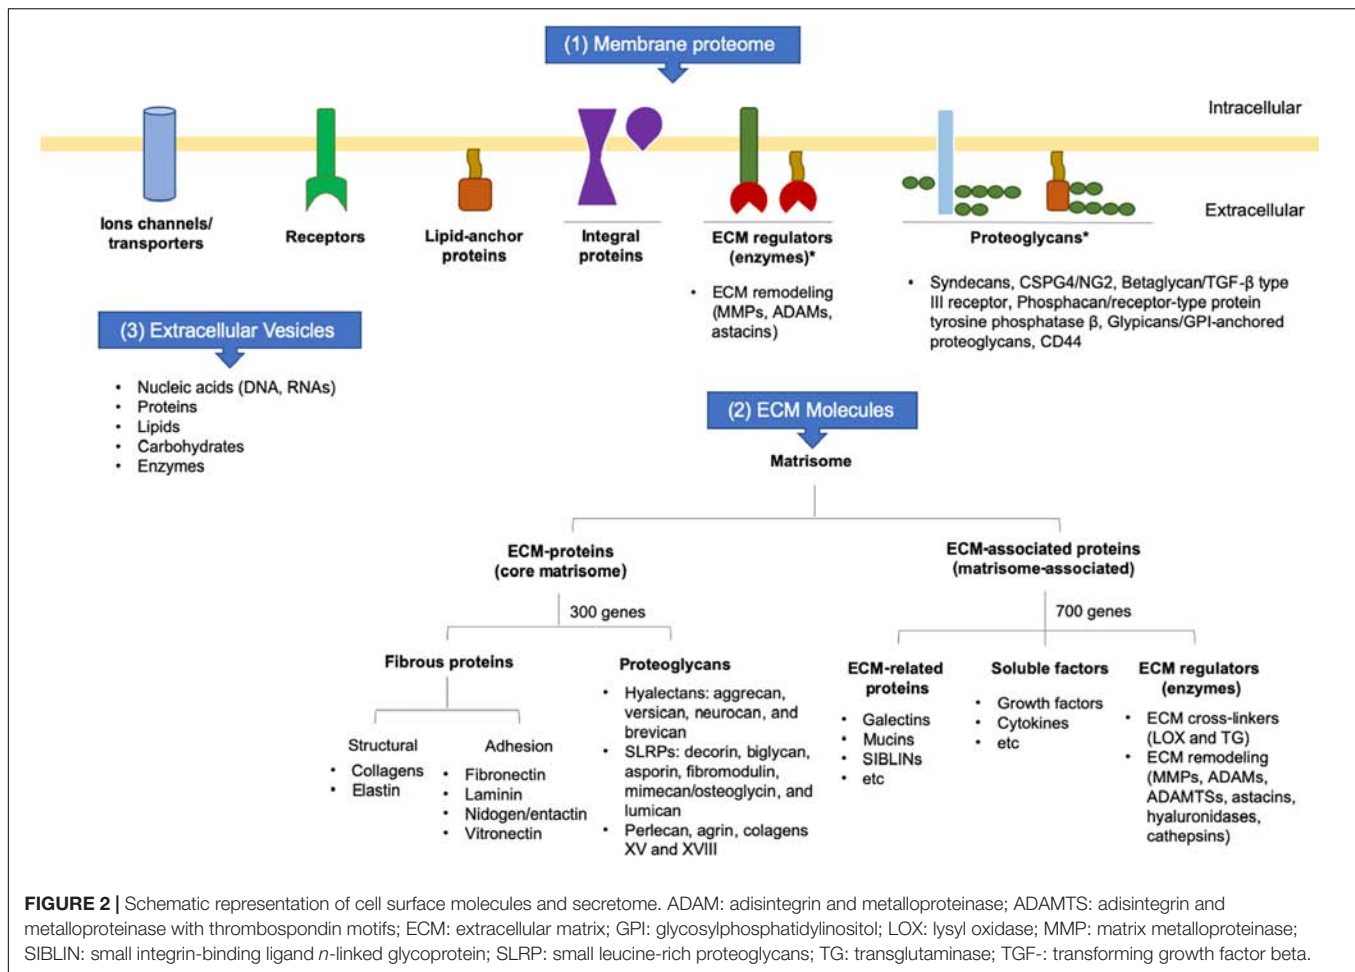 (1) Membrane proteome
Intracellular
Extracellular
Ions channels/
transporters
Receptors
Lipid-anchor
proteins
Integral
proteins
ECM regulators
(enzymes)*
• ECM remodeling
(MMPs, ADAMs,
astacins)
Proteoglycans*
• Syndecans, CSPG4/NG2, Betaglycan/TGF-β type
III receptor, Phosphacan/receptor-type protein
tyrosine phosphatase β, Glypicans/GPI-anchored
proteoglycans, CD44
(3) Extracellular Vesicles
• Nucleic acids (DNA, RNAs)
• Proteins
• Lipids
• Carbohydrates
• Enzymes
(2) ECM Molecules
Matrisome
ECM-proteins
(core matrisome)
300 genes
Fibrous proteins
Structural
• Collagens
• Elastin
Adhesion
• Fibronectin
• Laminin
• Nidogen/entactin
• Vitronectin
Proteoglycans
• Hyalectans: aggrecan,
versican, neurocan, and
brevican
• SLRPs: decorin, biglycan,
asporin, fibromodulin,
mimecan/osteoglycin, and
lumican
• Perlecan, agrin, colagens
XV and XVIII
ECM-associated proteins
(matrisome-associated)
700 genes
ECM-related
proteins
• Galectins
• Mucins
• SIBLINs
• etc
Soluble factors
• Growth factors
• Cytokines
• etc
ECM regulators
(enzymes)
• ECM cross-linkers
(LOX and TG)
• ECM remodeling
(MMPs, ADAMs,
ADAMTSs, astacins,
hyaluronidases,
cathepsins)
FIGURE 2 | Schematic representation of cell surface molecules and secretome. ADAM: adisintegrin and metalloproteinase; ADAMTS: adisintegrin and
metalloproteinase with thrombospondin motifs; ECM: extracellular matrix; GPI: glycosylphosphatidylinositol; LOX: lysyl oxidase; MMP: matrix metalloproteinase;
SIBLIN: small integrin-binding ligand n-linked glycoprotein; SLRP: small leucine-rich proteoglycans; TG: transglutaminase; TGF-: transforming growth factor beta.